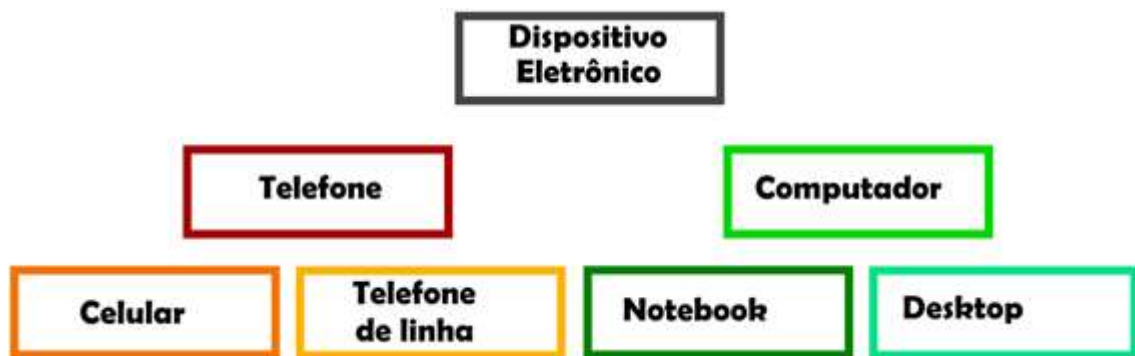 Dispositivo
Eletrônico
Telefone
Computador
Celular
Telefone
de linha
Notebook
Desktop